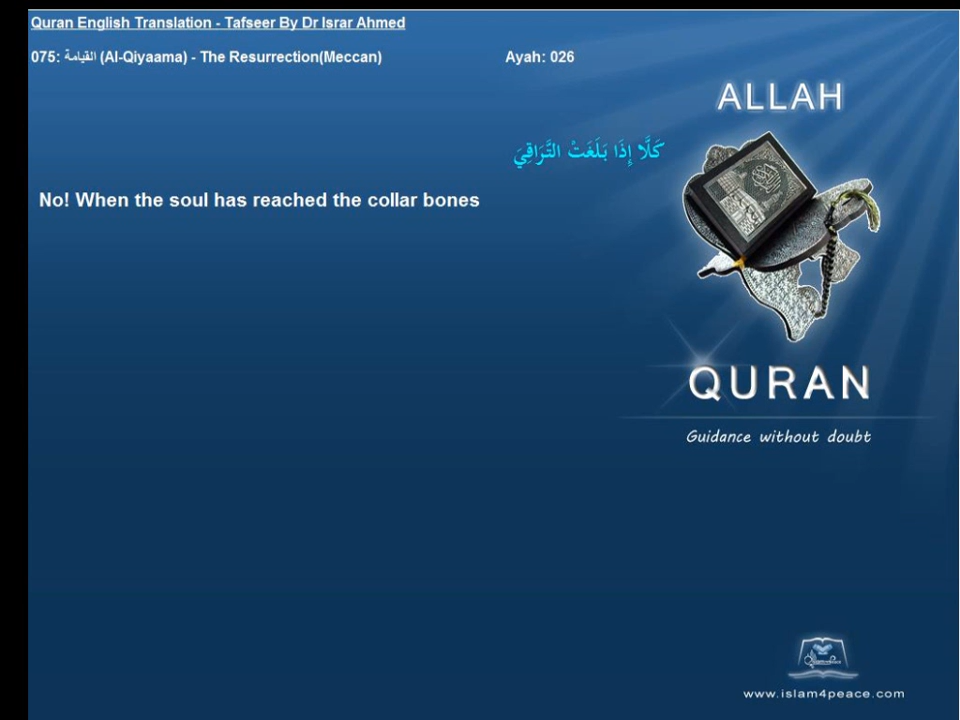 Quran English Translation - Tafseer By Dr Israr Ahmed
075: القيامة (Al-Qiyaama) - The Resurrection(Meccan) Ayah: 026
ALLAH
كَلَّا إِذَا بَلَغَتْ التَّرَاقِيَ
No! When the soul has reached the collar bones
QURAN
Guidance without doubt
www.islam4peace.com